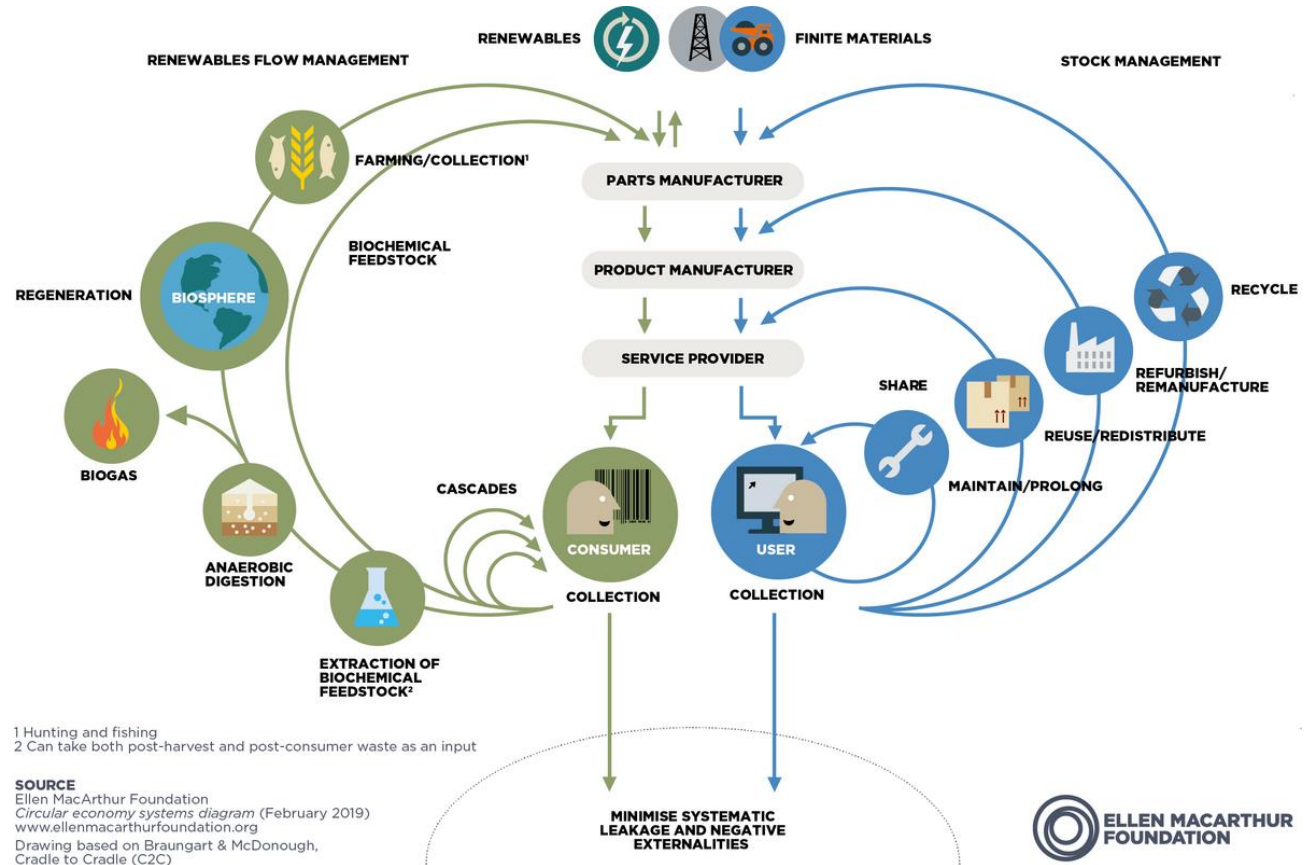 RENEWABLES
FINITE MATERIALS
RENEWABLES FLOW MANAGEMENT
STOCK MANAGEMENT
FARMING/COLLECTION¹
PARTS MANUFACTURER
BIOCHEMICAL
FEEDSTOCK
PRODUCT MANUFACTURER
REGENERATION
BIOSPHERE
RECYCLE
SERVICE PROVIDER
SHARE
REFURBISH/
REMANUFACTURE
REUSE/REDISTRIBUTE
BIOGAS
CASCADES
MAINTAIN/PROLONG
CONSUMER
USER
ANAEROBIC
DIGESTION
COLLECTION
COLLECTION
EXTRACTION OF
BIOCHEMICAL
FEEDSTOCK²
1 Hunting and fishing
2 Can take both post-harvest and post-consumer waste as an input
SOURCE
Ellen MacArthur Foundation
Circular economy systems diagram (February 2019)
www.ellenmacarthurfoundation.org
Drawing based on Braungart & McDonough,
Cradle to Cradle (C2C)
MINIMISE SYSTEMATIC
LEAKAGE AND NEGATIVE
EXTERNALITIES
ELLEN MACARTHUR
FOUNDATION